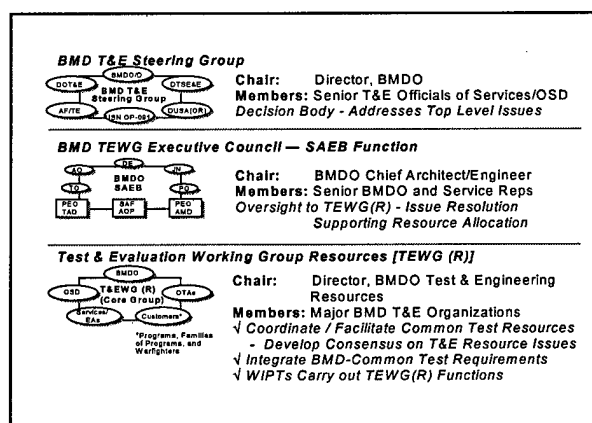 BMD T&E Steering Group
BMDO/D
DOT&E
DTSE&E
BMD T&E
Steering Group
AF/TE
USN OP-091
DUSA(OR)
Chair: Director, BMDO
Members: Senior T&E Officials of Services/OSD
Decision Body - Addresses Top Level Issues
BMD TEWG Executive Council — SAEB Function
DE
AQ
IN
BMDO
SAEB
TO
PO
PEO
TAD
SAF
AQP
PEO
AMD
Chair: BMDO Chief Architect/Engineer
Members: Senior BMDO and Service Reps
Oversight to TEWG(R) - Issue Resolution
Supporting Resource Allocation
Test & Evaluation Working Group Resources [TEWG (R)]
BMDO
OSD
T&EWG (R)
(Core Group)
OTAs
Services/
EAs
Customers*
*Programs, Families
of Programs, and
Warfighters
Chair: Director, BMDO Test & Engineering
Resources
Members: Major BMD T&E Organizations
√ Coordinate / Facilitate Common Test Resources
- Develop Consensus on T&E Resource Issues
√ Integrate BMD-Common Test Requirements
√ WIPTs Carry out TEWG(R) Functions